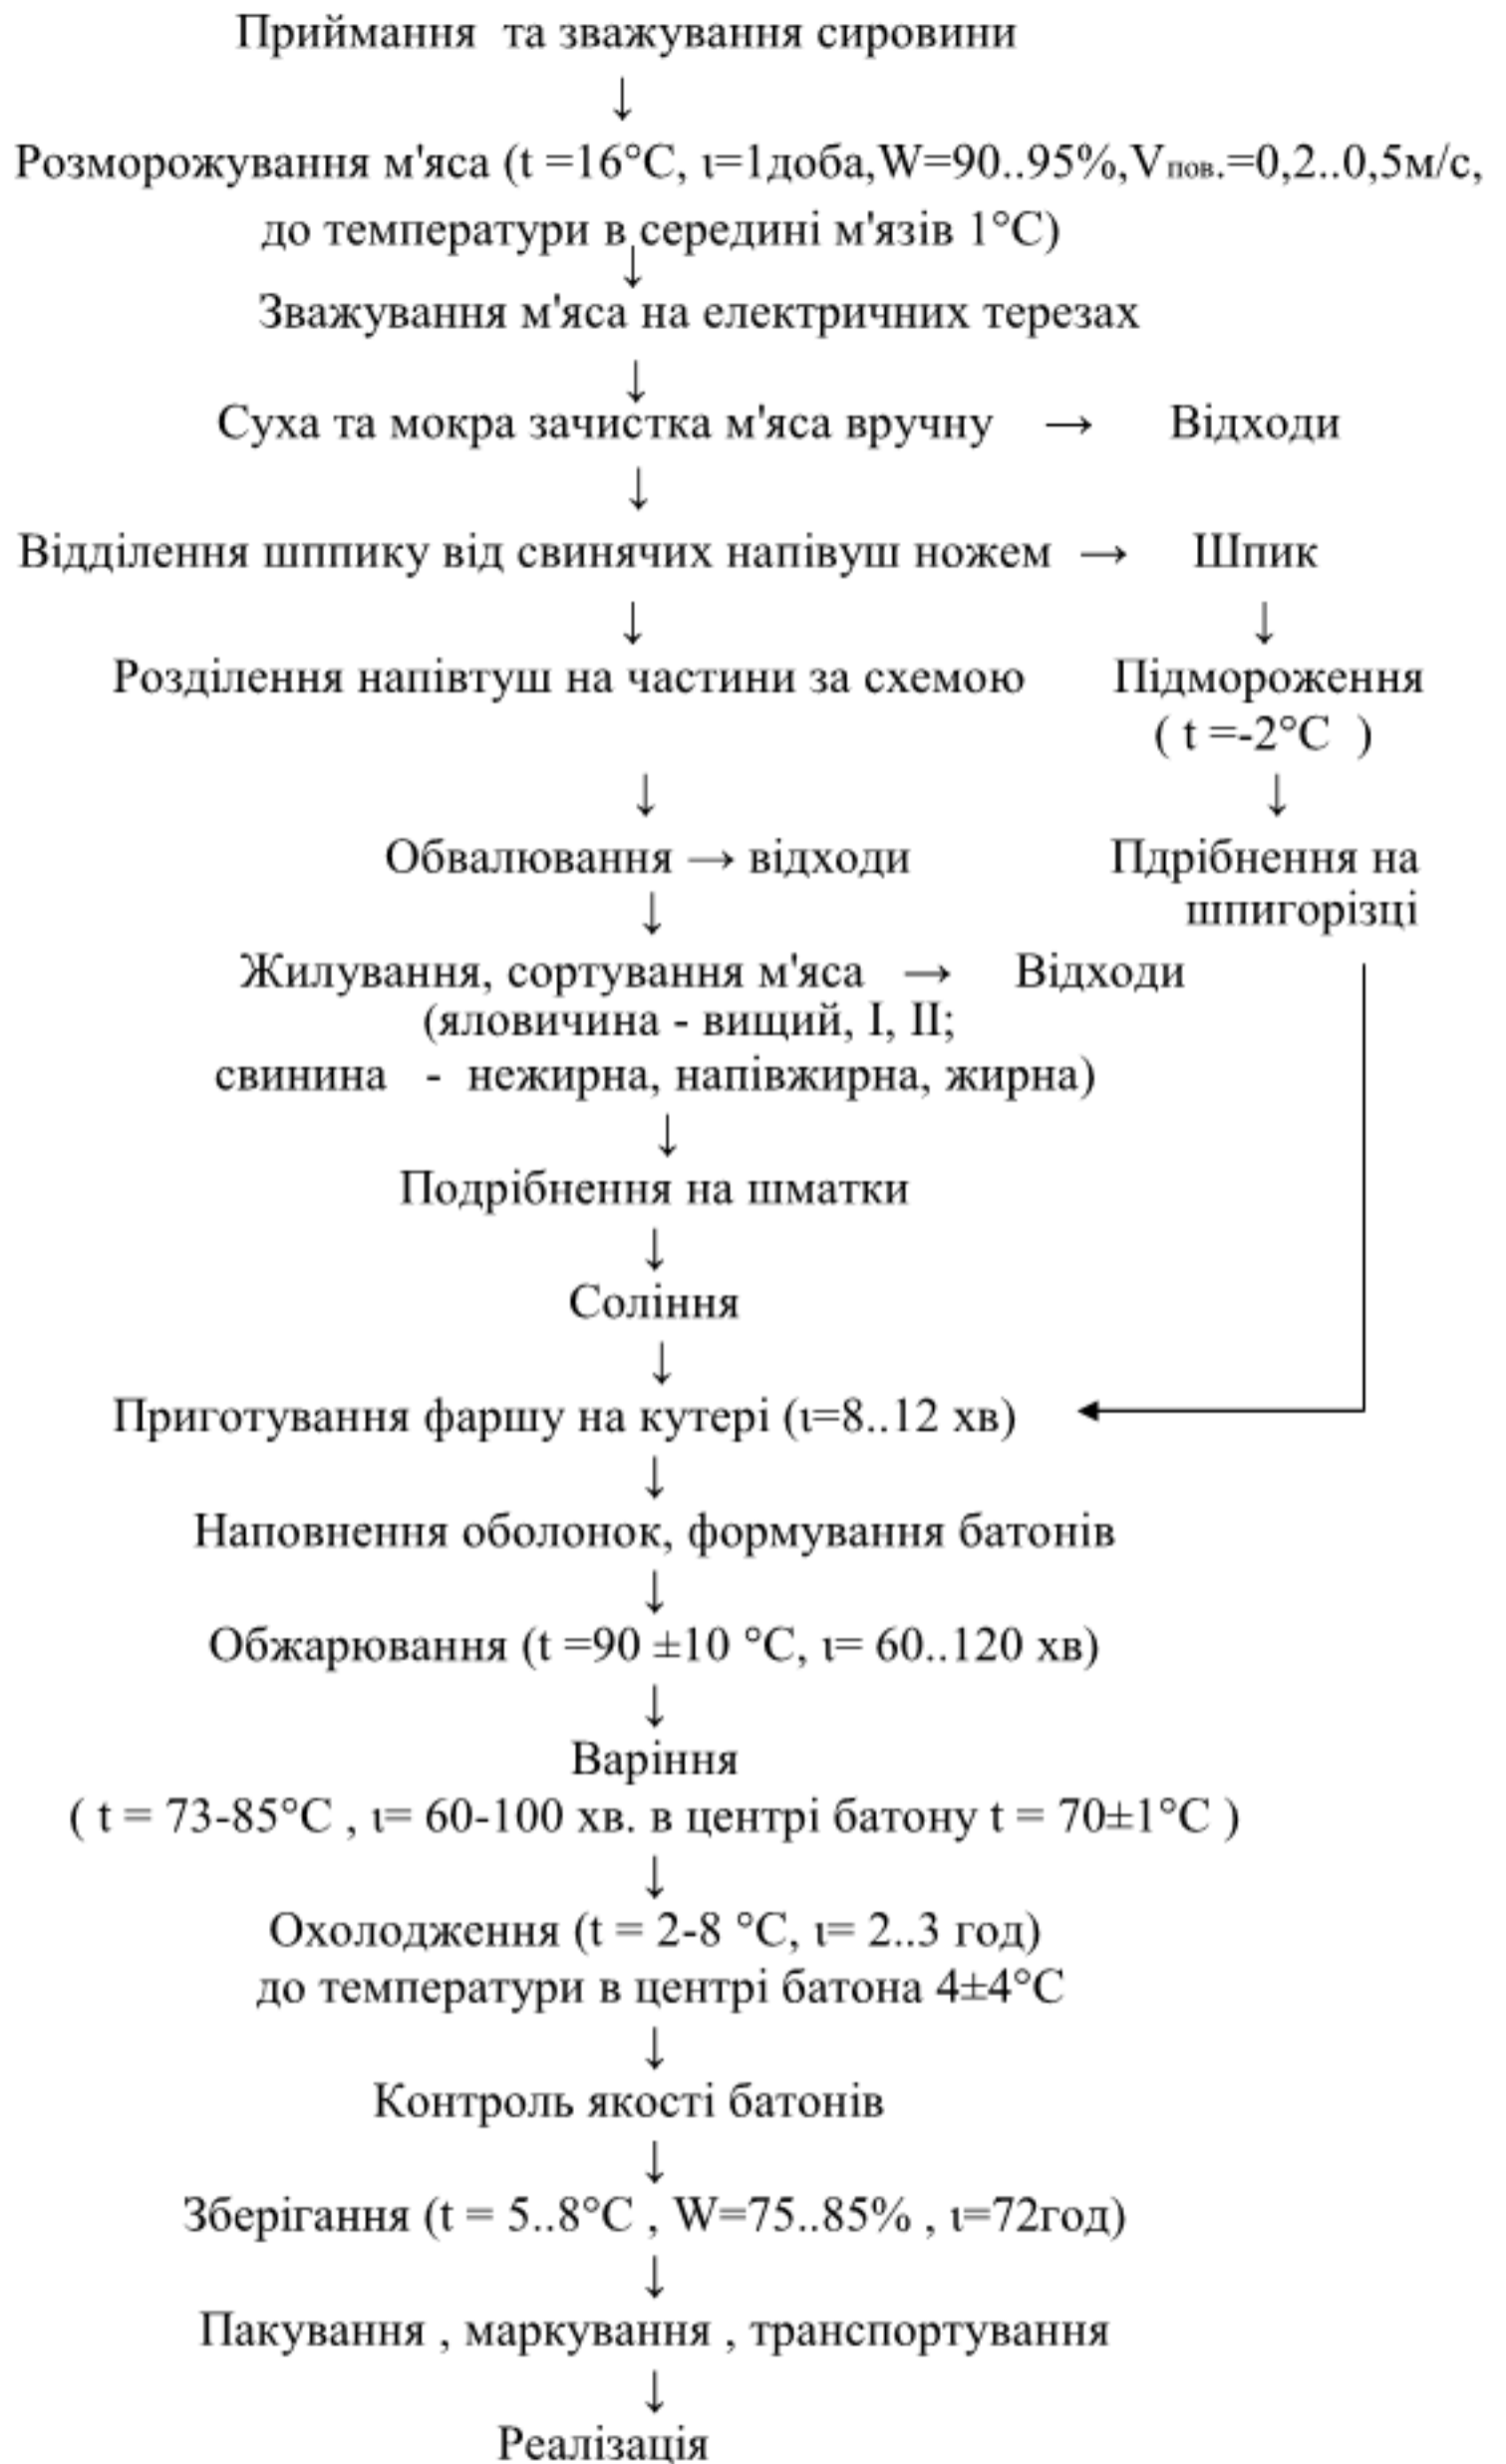 Приймання та зважування сировини
↓
Розморожування м'яса (t =16°C, ι=1доба,W=90..95%,Vпов.=0,2..0,5м/с,
до температури в середині м'язів 1°C)
↓
Зважування м'яса на електричних терезах
↓
Суха та мокра зачистка м'яса вручну → Відходи
↓
Відділення шппику від свинячих напівуш ножем → Шпик
↓ ↓
Розділення напівтуш на частини за схемою Підмороження
( t =-2°C )
↓ ↓
Обвалювання → відходи Пдрібнення на
шпигорізці
↓
Жилування, сортування м'яса → Відходи
(яловичина - вищий, I, II;
свинина - нежирна, напівжирна, жирна)
↓
Подрібнення на шматки
↓
Соління
↓
Приготування фаршу на кутері (ι=8..12 хв)
↓
Наповнення оболонок, формування батонів
↓
Обжарювання (t =90 ±10 °C, ι= 60..120 хв)
↓
Варіння
( t = 73-85°C , ι= 60-100 хв. в центрі батону t = 70±1°C )
↓
Охолодження (t = 2-8 °C, ι= 2..3 год)
до температури в центрі батона 4±4°C
↓
Контроль якості батонів
↓
Зберігання (t = 5..8°C , W=75..85% , ι=72год)
↓
Пакування , маркування , транспортування
↓
Реалізація